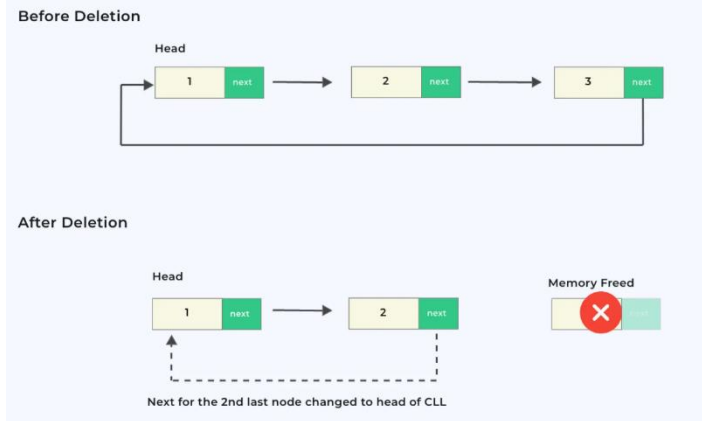 Before Deletion
Head
1 next 2 next 3 next
After Deletion
Head
Memory Freed
1 next 2 next
Next for the 2nd last node changed to head of CLL